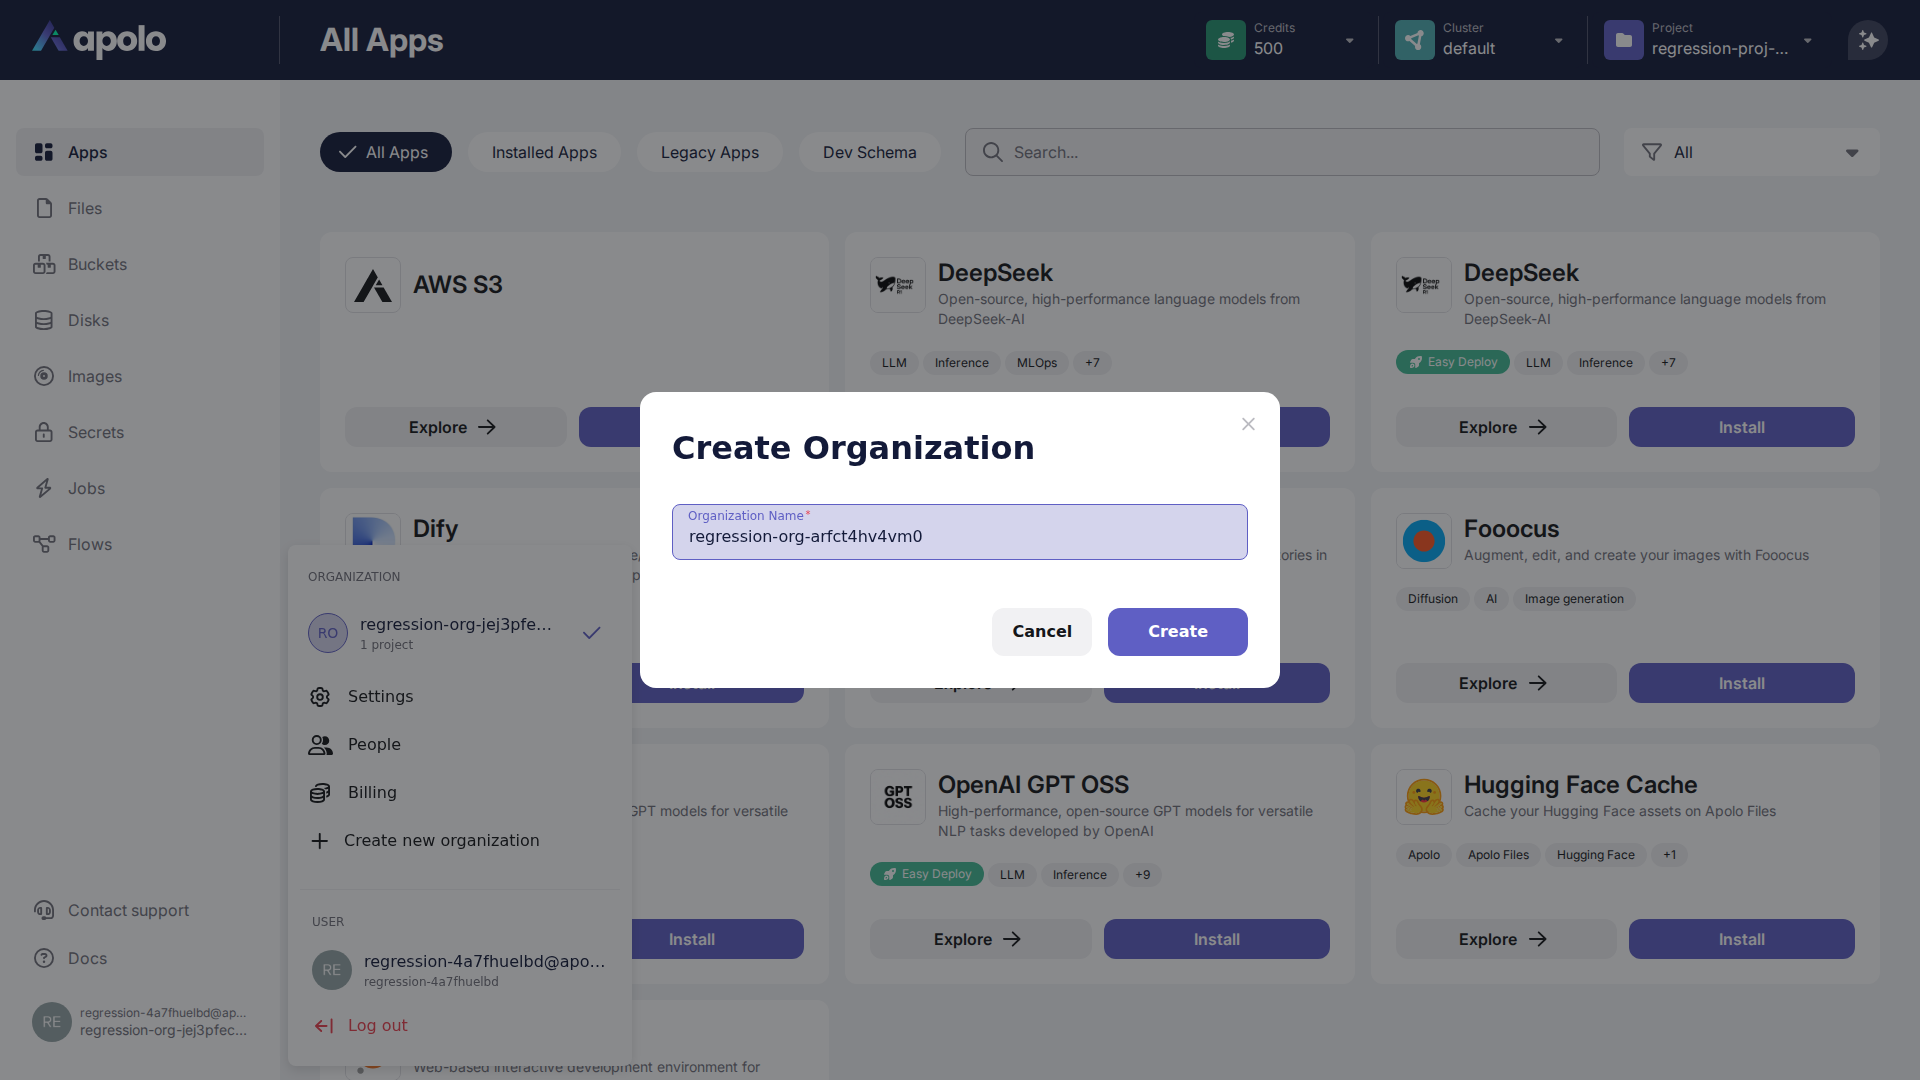 apolo
All Apps
Credits
500
Cluster
default
Project
regression-proj-...
Apps
Files
Buckets
Disks
Images
Secrets
Jobs
Flows
All Apps
Installed Apps
Legacy Apps
Dev Schema
Search...
All
AWS S3
Explore
DeepSeek
Open-source, high-performance language models from
DeepSeek-AI
LLM
Inference
MLOps
+7
DeepSeek
Open-source, high-performance language models from
DeepSeek-AI
Easy Deploy
LLM
Inference
+7
Explore
Install
Create Organization
Organization Name*
regression-org-arfct4hv4vm0
Cancel
Create
Dify
ories in
Fooocus
Augment, edit, and create your images with Fooocus
Diffusion
AI
Image generation
Explore
Install
ORGANIZATION
RO
regression-org-jej3pfe...
1 project
Settings
People
Billing
Create new organization
USER
RE
regression-4a7fhuelbd@apo...
regression-4a7fhuelbd
Log out
GPT models for versatile
Install
GPT
OSS
OpenAI GPT OSS
High-performance, open-source GPT models for versatile
NLP tasks developed by OpenAI
Easy Deploy
LLM
Inference
+9
Explore
Install
Hugging Face Cache
Cache your Hugging Face assets on Apolo Files
Apolo
Apolo Files
Hugging Face
+1
Explore
Install
Web-based interactive development environment for
Contact support
Docs
RE
regression-4a7fhuelbd@ap...
regression-org-jej3pfec...